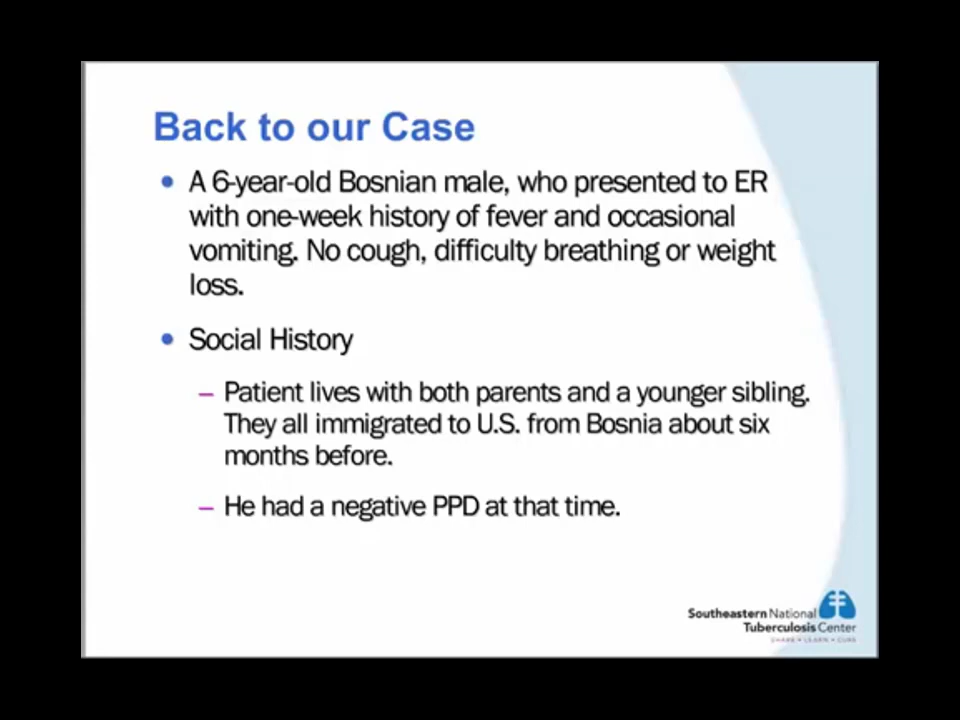 Back to our Case
• A 6-year-old Bosnian male, who presented to ER
with one-week history of fever and occasional
vomiting. No cough, difficulty breathing or weight
loss.
• Social History
– Patient lives with both parents and a younger sibling.
They all immigrated to U.S. from Bosnia about six
months before.
– He had a negative PPD at that time.
Southeastern National
Tuberculosis Center
SHARE • LEARN • CURE